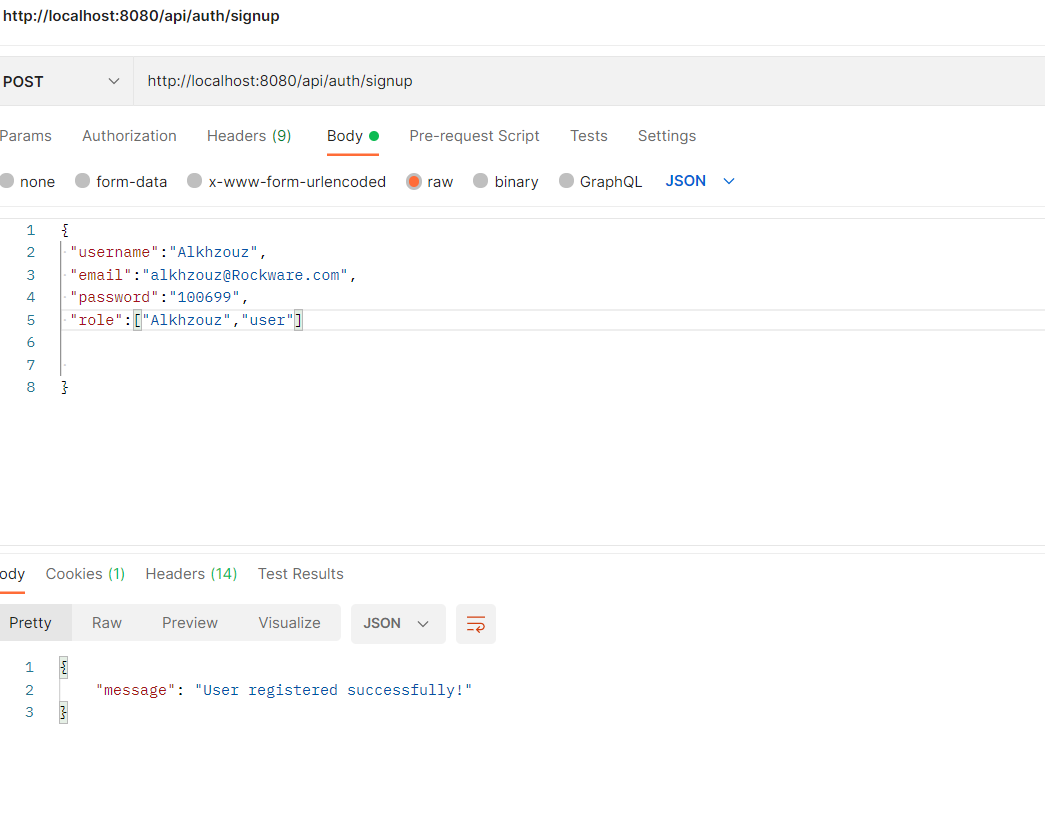 http://localhost:8080/api/auth/signup
POST http://localhost:8080/api/auth/signup
Params Authorization Headers (9) Body Pre-request Script Tests Settings
none form-data x-www-form-urlencoded raw binary GraphQL JSON
1 {
2 "username":"Alkhzouz",
3 "email":"alkhzouz@Rockware.com",
4 "password":"100699",
5 "role":["Alkhzouz","user"]
6
7
8 }
ody Cookies (1) Headers (14) Test Results
Pretty Raw Preview Visualize JSON
1 {
2 "message": "User registered successfully!"
3 }